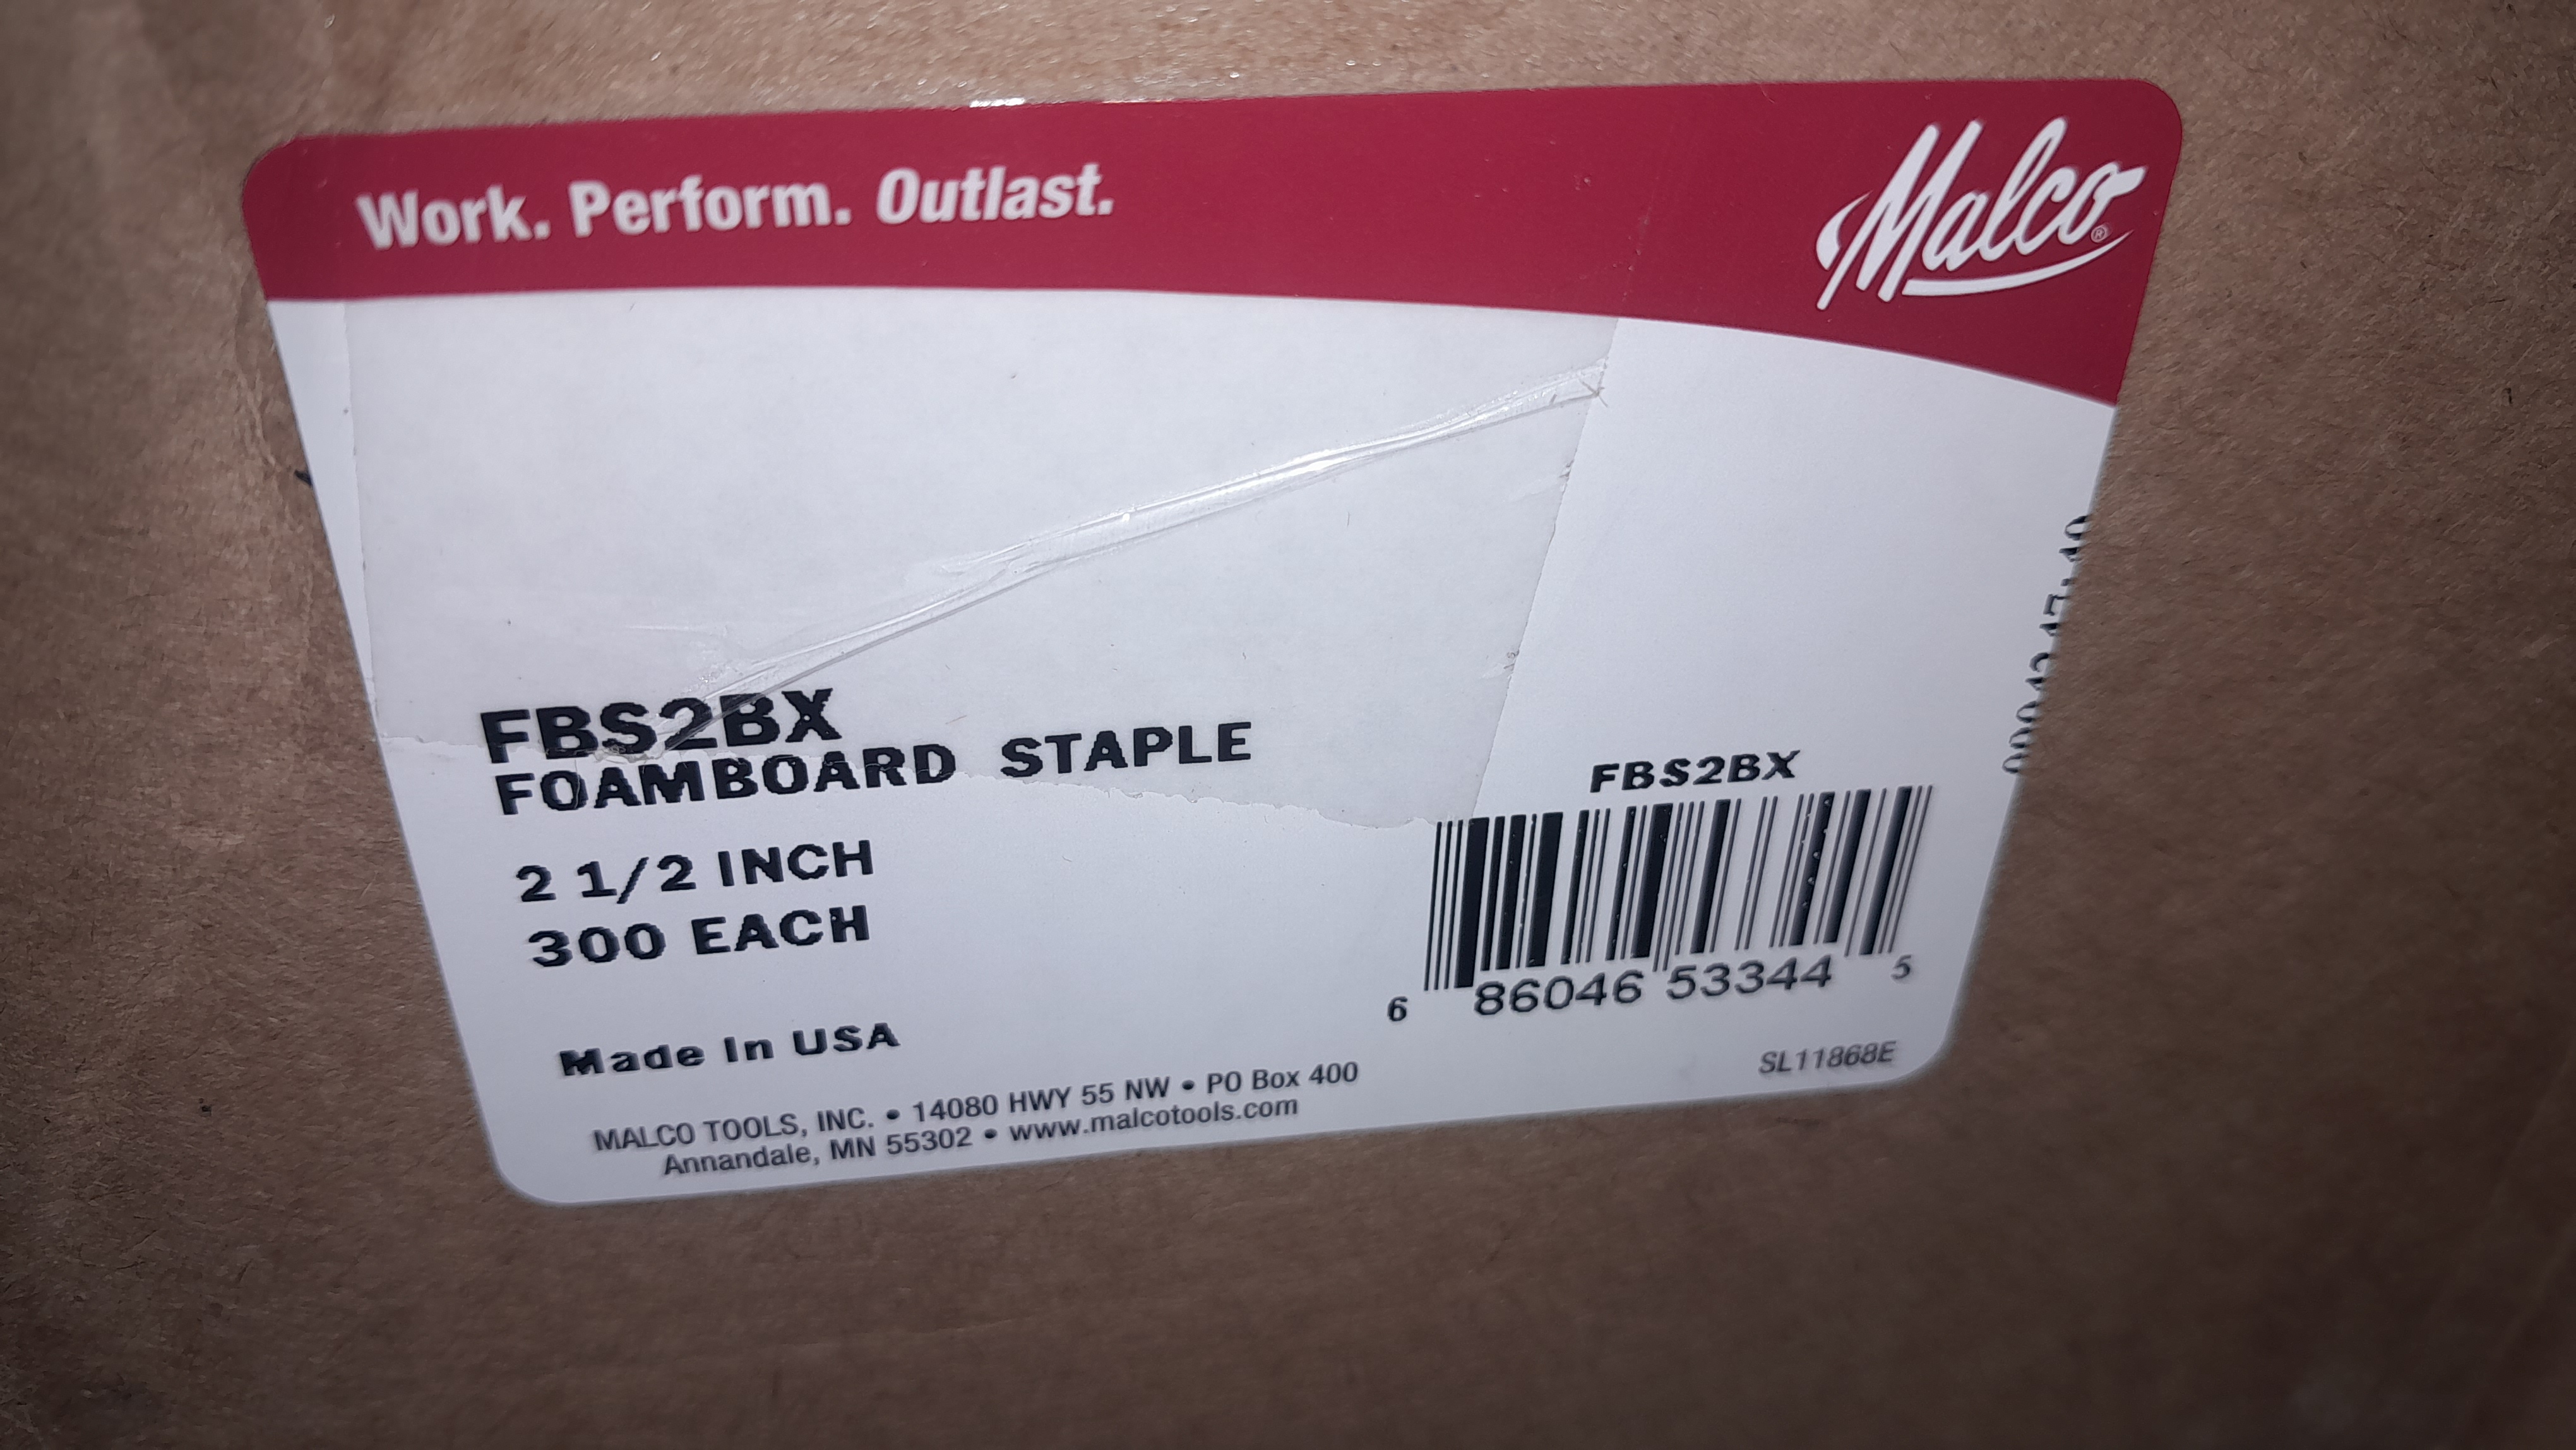 Work. Perform. Outlast.
Malco®
FBS2BX
FOAMBOARD STAPLE
2 1/2 INCH
300 EACH
Made In USA
MALCO TOOLS, INC. • 14080 HWY 55 NW • PO Box 400
Annandale, MN 55302 • www.malcotools.com
FBS2BX
6 86046 53344 5
SL11868E